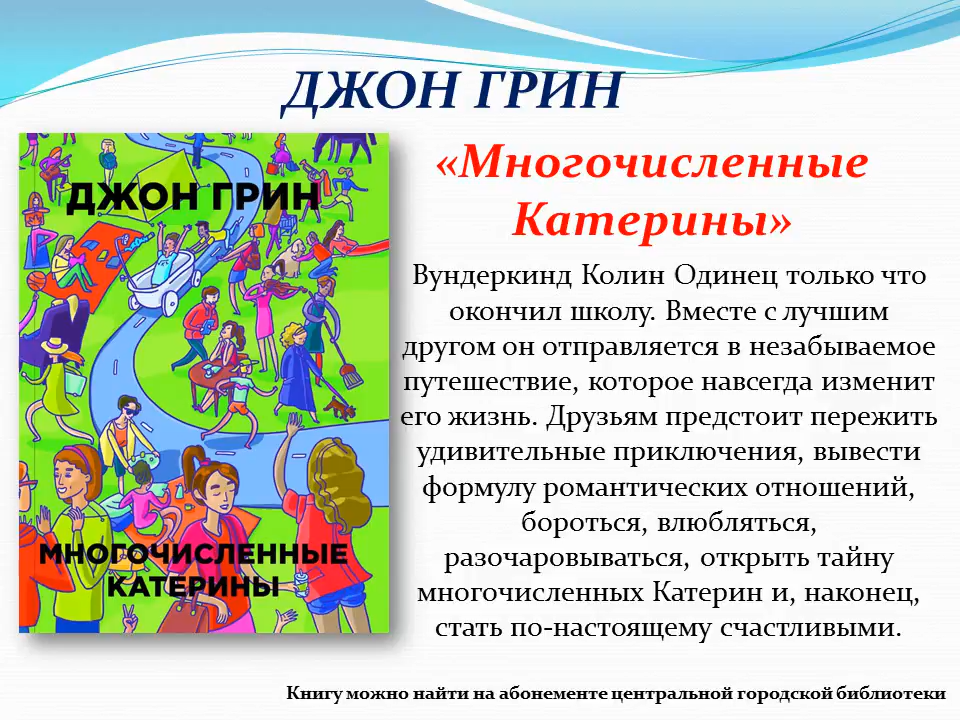 ДЖОН ГРИН
ДЖОН ГРИН
МНОГОЧИСЛЕННЫЕ
КАТЕРИНЫ
«Многочисленные
Катерины»
Вундеркинд Колин Одинец только что
окончил школу. Вместе с лучшим
другом он отправляется в незабываемое
путешествие, которое навсегда изменит
его жизнь. Друзьям предстоит пережить
удивительные приключения, вывести
формулу романтических отношений,
бороться, влюбляться,
разочаровываться, открыть тайну
многочисленных Катерин и, наконец,
стать по-настоящему счастливыми.
Книгу можно найти на абонементе центральной городской библиотеки